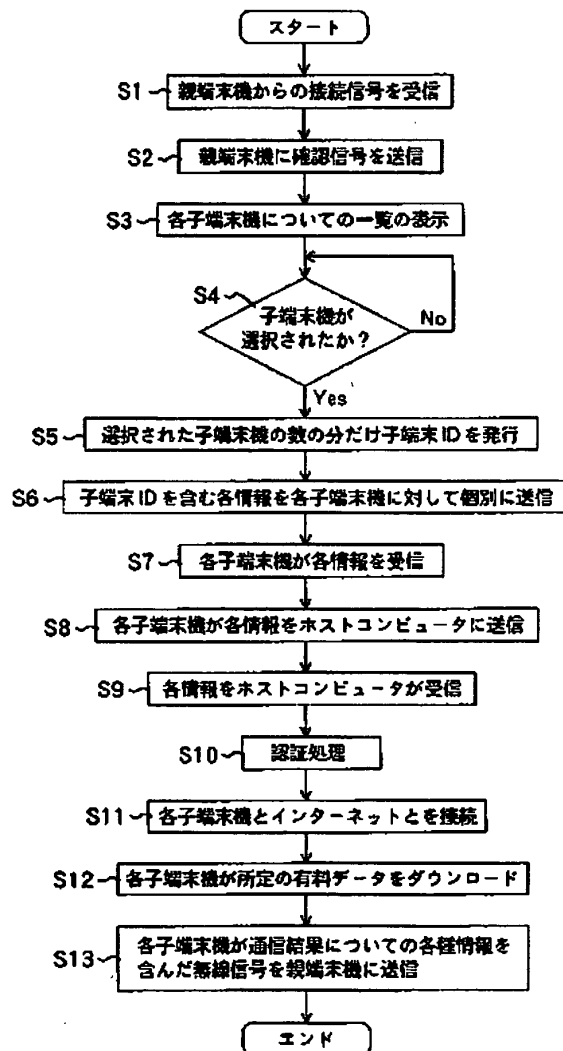 スタート
S1 親端末機からの接続信号を受信
S2 親端末機に確認信号を送信
S3 各子端末機についての一覧の表示
S4 子端末機が
選択されたか？
No
Yes
S5 選択された子端末機の数の分だけ子端末IDを発行
S6 子端末IDを含む各情報を各子端末機に対して個別に送信
S7 各子端末機が各情報を受信
S8 各子端末機が各情報をホストコンピュータに送信
S9 各情報をホストコンピュータが受信
S10 認証処理
S11 各子端末機とインターネットとを接続
S12 各子端末機が所定の有料データをダウンロード
S13 各子端末機が通信結果についての各種情報を
含んだ無線信号を親端末機に送信
エンド